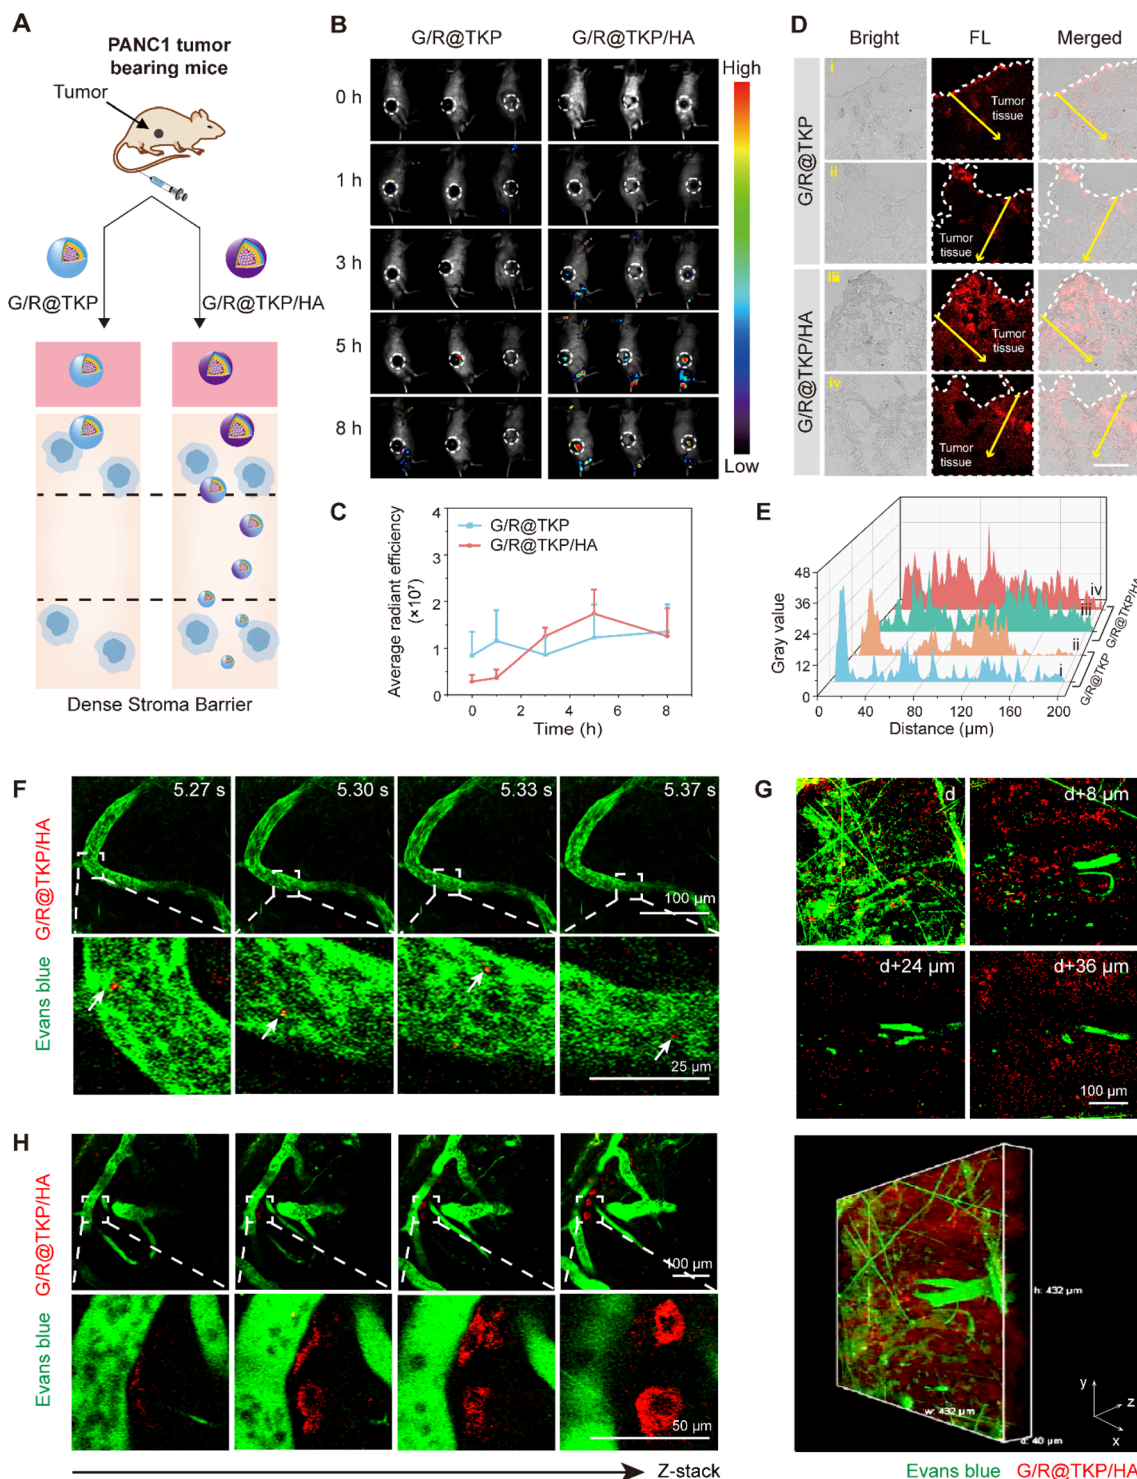 A
PANC1 tumor
bearing mice
Tumor
G/R@TKP
G/R@TKP/HA
Dense Stroma Barrier
B
G/R@TKP
G/R@TKP/HA
0 h
1 h
3 h
5 h
8 h
High
Low
C
G/R@TKP
G/R@TKP/HA
Average radiant efficiency
(×10⁷)
4
3
2
1
0
0
2
4
6
8
Time (h)
D
Bright
FL
Merged
G/R@TKP
G/R@TKP/HA
i
Tumor
tissue
ii
Tumor
tissue
iii
Tumor
tissue
iv
Tumor
tissue
E
Gray value
48
36
24
12
0
0
40
80
120
160
200
Distance (µm)
iv
iii
ii
i
G/R@TKP/HA
G/R@TKP
F
Evans blue G/R@TKP/HA
5.27 s
5.30 s
5.33 s
5.37 s
100 µm
25 µm
G
d
d+8 µm
d+24 µm
d+36 µm
100 µm
h: 432 µm
w: 432 µm
d: 40 µm
y
z
x
Evans blue G/R@TKP/HA
H
Evans blue G/R@TKP/HA
100 µm
50 µm
Z-stack